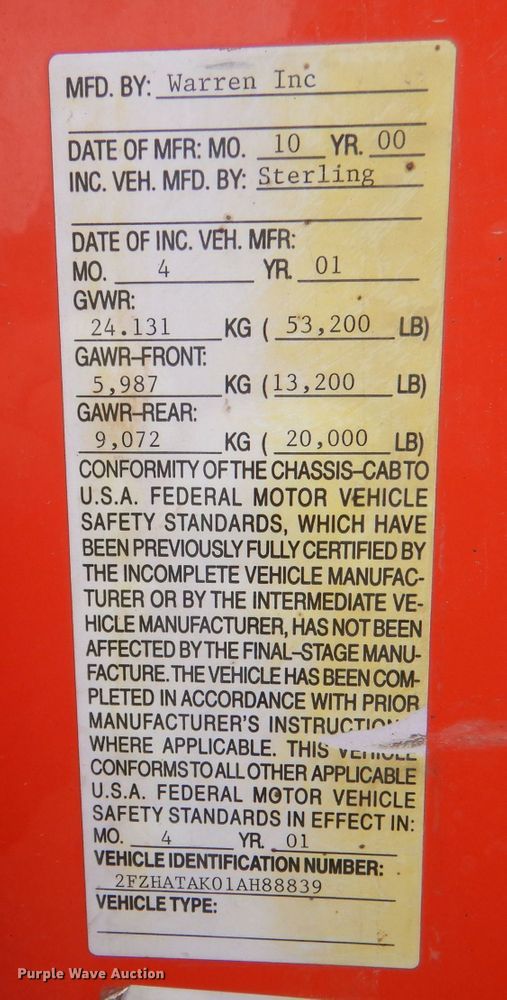 MFD. BY: Warren Inc
DATE OF MFR: MO. 10 YR. 00
INC. VEH. MFD. BY: Sterling
DATE OF INC. VEH. MFR:
MO. 4 YR. 01
GVWR:
24.131 KG ( 53,200 LB)
GAWR-FRONT:
5,987 KG (13,200 LB)
GAWR-REAR:
9,072 KG ( 20,000 LB)
CONFORMITY OF THE CHASSIS-CAB TO
U.S.A. FEDERAL MOTOR VEHICLE
SAFETY STANDARDS, WHICH HAVE
BEEN PREVIOUSLY FULLY CERTIFIED BY
THE INCOMPLETE VEHICLE MANUFAC-
TURER OR BY THE INTERMEDIATE VE-
HICLE MANUFACTURER, HAS NOT BEEN
AFFECTED BY THE FINAL-STAGE MANU-
FACTURE. THE VEHICLE HAS BEEN COM-
PLETED IN ACCORDANCE WITH PRIOR
MANUFACTURER'S INSTRUCTION
WHERE APPLICABLE. THIS VEHICLE
CONFORMS TO ALL OTHER APPLICABLE
U.S.A. FEDERAL MOTOR VEHICLE
SAFETY STANDARDS IN EFFECT IN:
MO. 4 YR. 01
VEHICLE IDENTIFICATION NUMBER:
2FZHATAK01AH88839
VEHICLE TYPE:
Purple Wave Auction